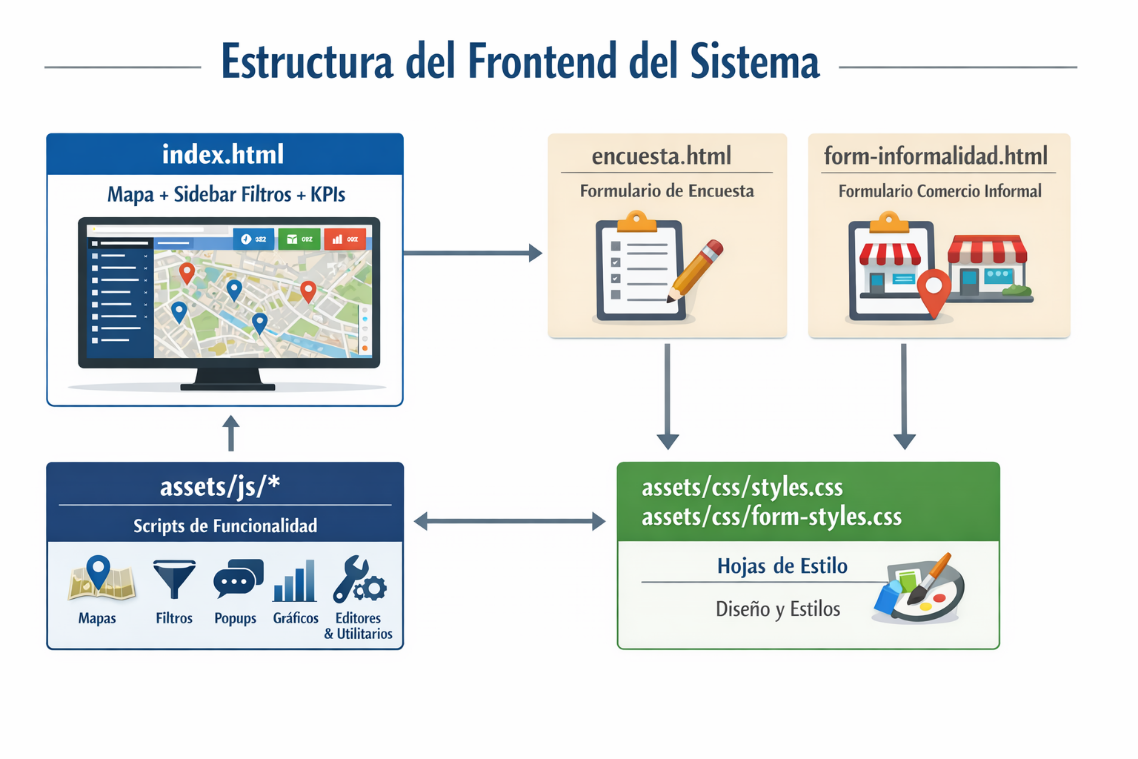 Estructura del Frontend del Sistema
index.html
Mapa + Sidebar Filtros + KPIs
encuesta.html
Formulario de Encuesta
form-informalidad.html
Formulario Comercio Informal
assets/js/*
Scripts de Funcionalidad
Mapas
Filtros
Popups
Gráficos
Editores
& Utilitarios
assets/css/styles.css
assets/css/form-styles.css
Hojas de Estilo
Diseño y Estilos